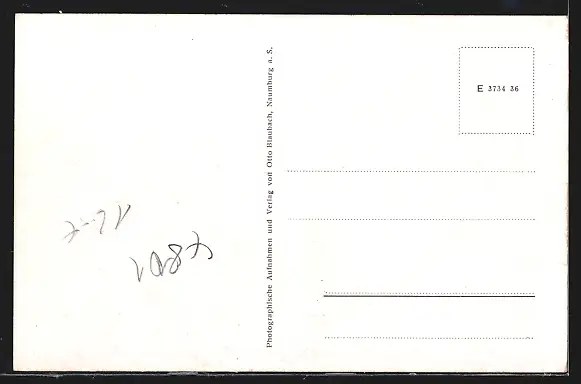 Photographische Aufnahmen und Verlag von Otto Blaubach, Naumburg a. S.
E 3734 36